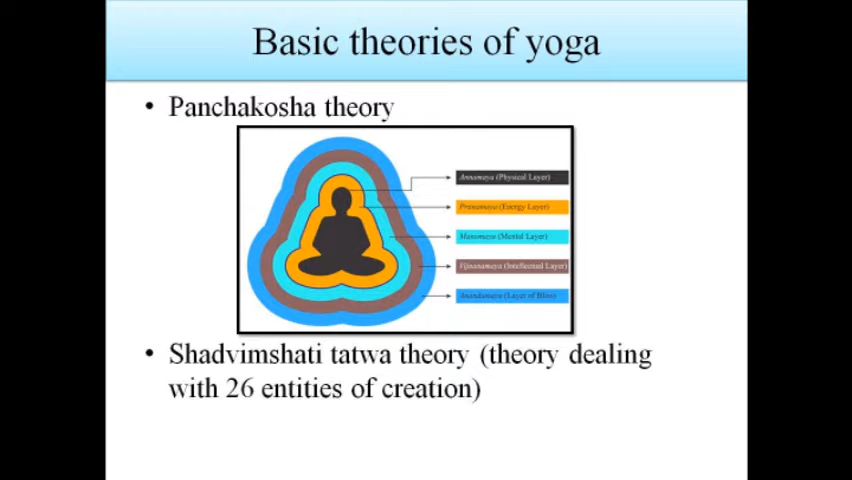 Basic theories of yoga
• Panchakosha theory
Annamaya (Physical Layer)
Pranamaya (Energy Layer)
Manomaya (Mental Layer)
Vijnanamaya (Intellectual Layer)
Anandamaya (Layer of Bliss)
• Shadvimshati tatwa theory (theory dealing
with 26 entities of creation)